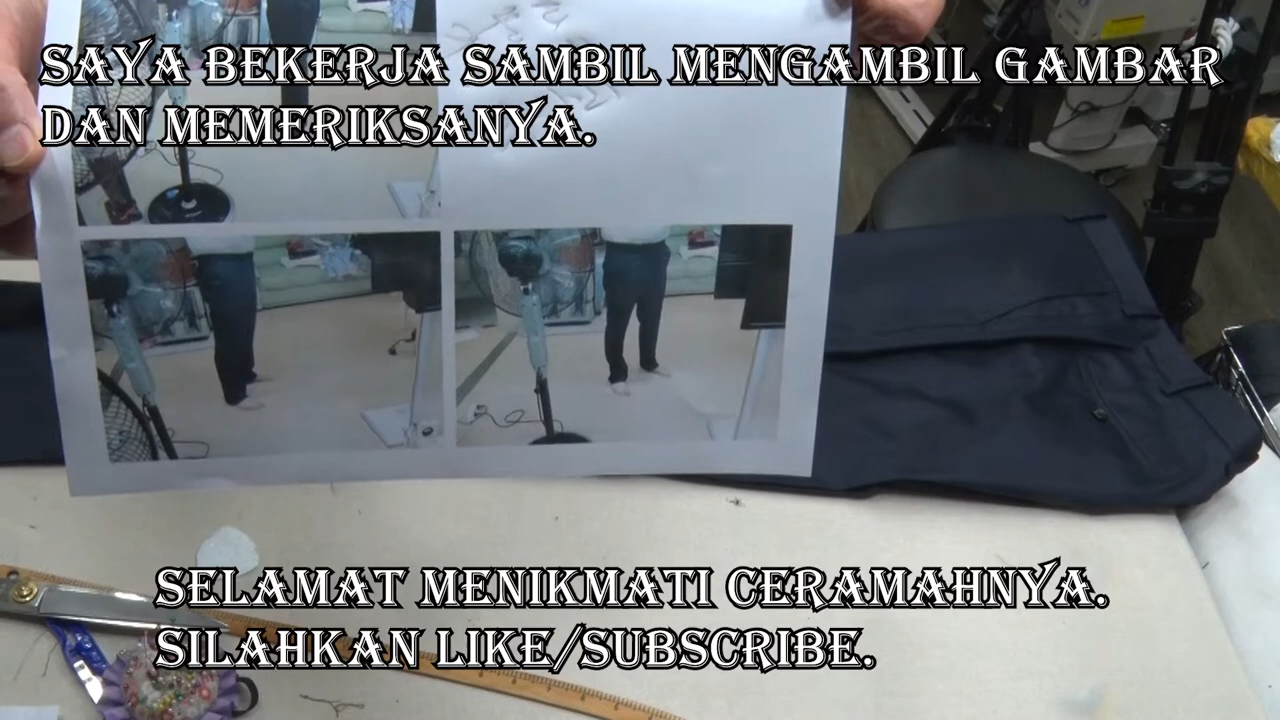 SAYA BEKERJA SAMBIL MENGAMBIL GAMBAR
DAN MEMERIKSANYA.
SELAMAT MENIKMATI CERAMAHNYA.
SILAHKAN LIKE/SUBSCRIBE.